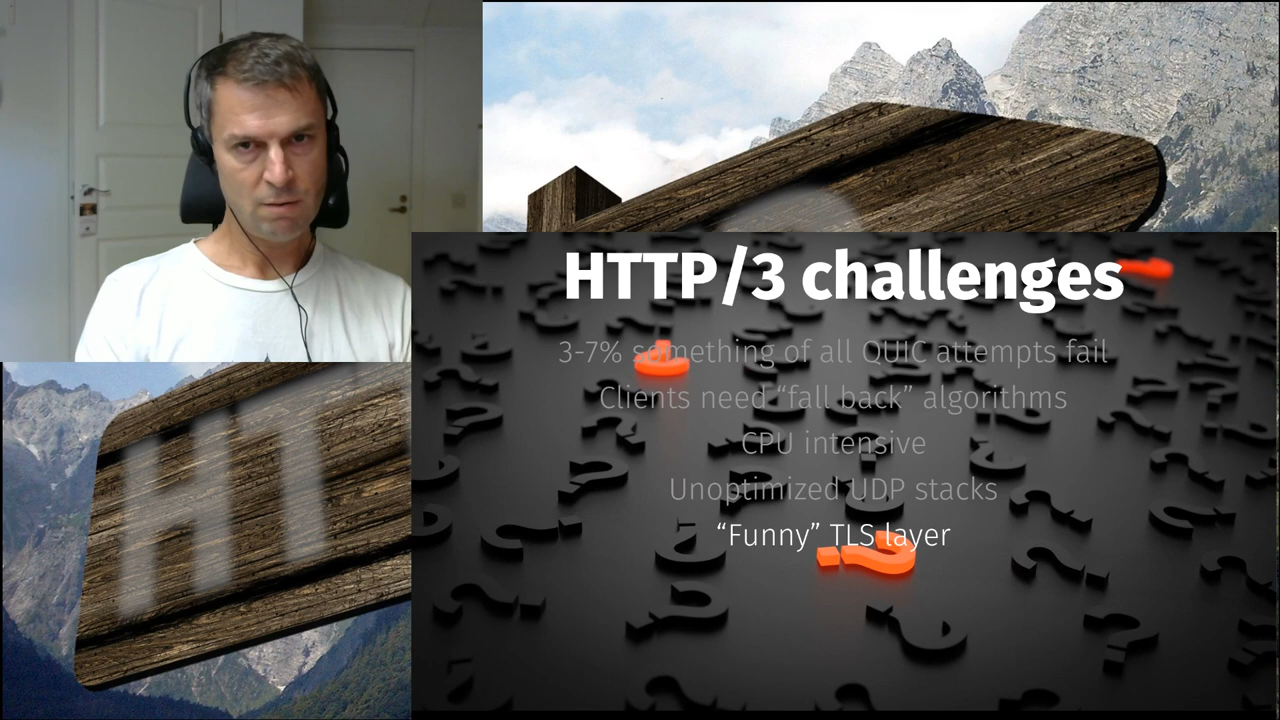 HTTP/3 challenges
3-7% something of all QUIC attempts fail
Clients need “fall back” algorithms
CPU intensive
Unoptimized UDP stacks
“Funny” TLS layer
HT